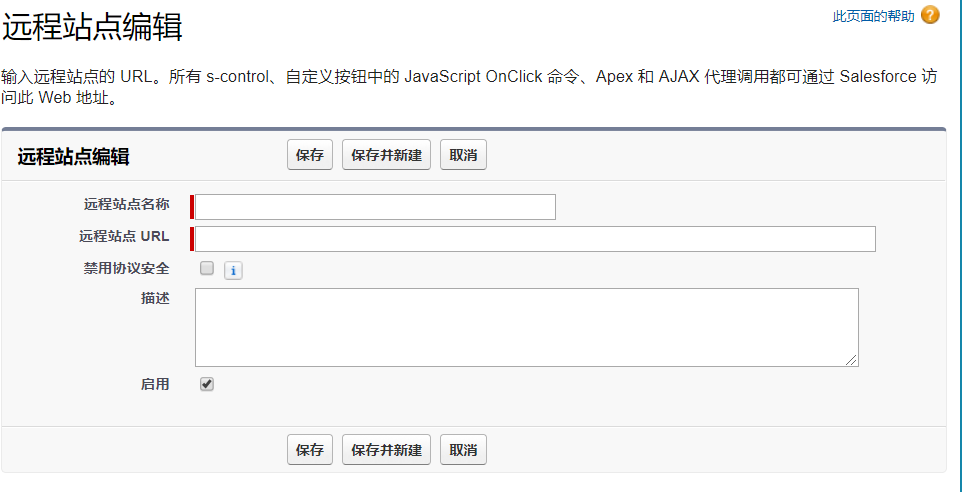 远程站点编辑
此页面的帮助 ?
输入远程站点的 URL。所有 s-control、自定义按钮中的 JavaScript OnClick 命令、Apex 和 AJAX 代理调用都可通过 Salesforce 访
问此 Web 地址。
远程站点编辑 保存 保存并新建 取消
远程站点名称
远程站点 URL
禁用协议安全 i
描述
启用
保存 保存并新建 取消